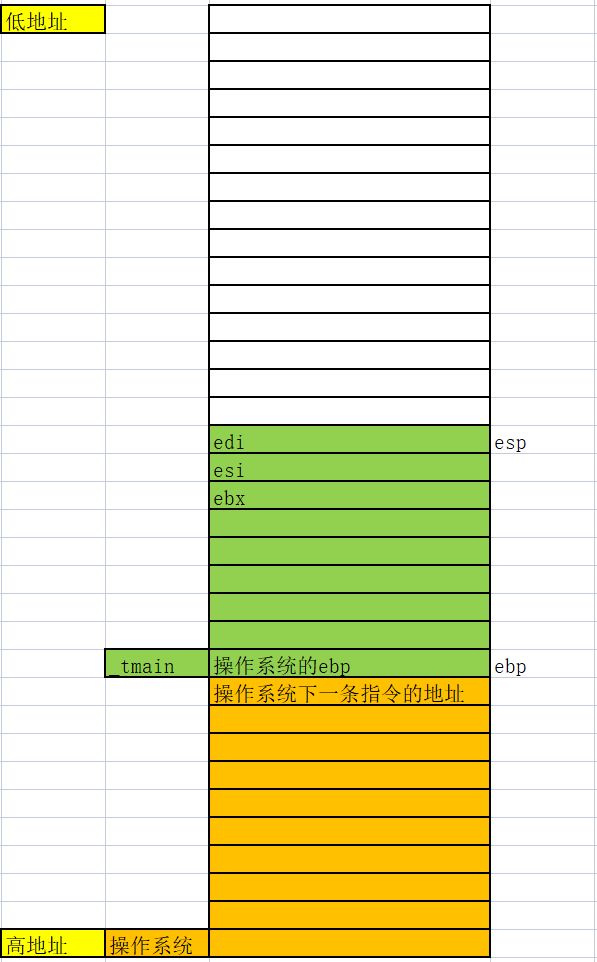 低地址
edi esp
esi
ebx
_tmain 操作系统的ebp ebp
操作系统下一条指令的地址
高地址 操作系统